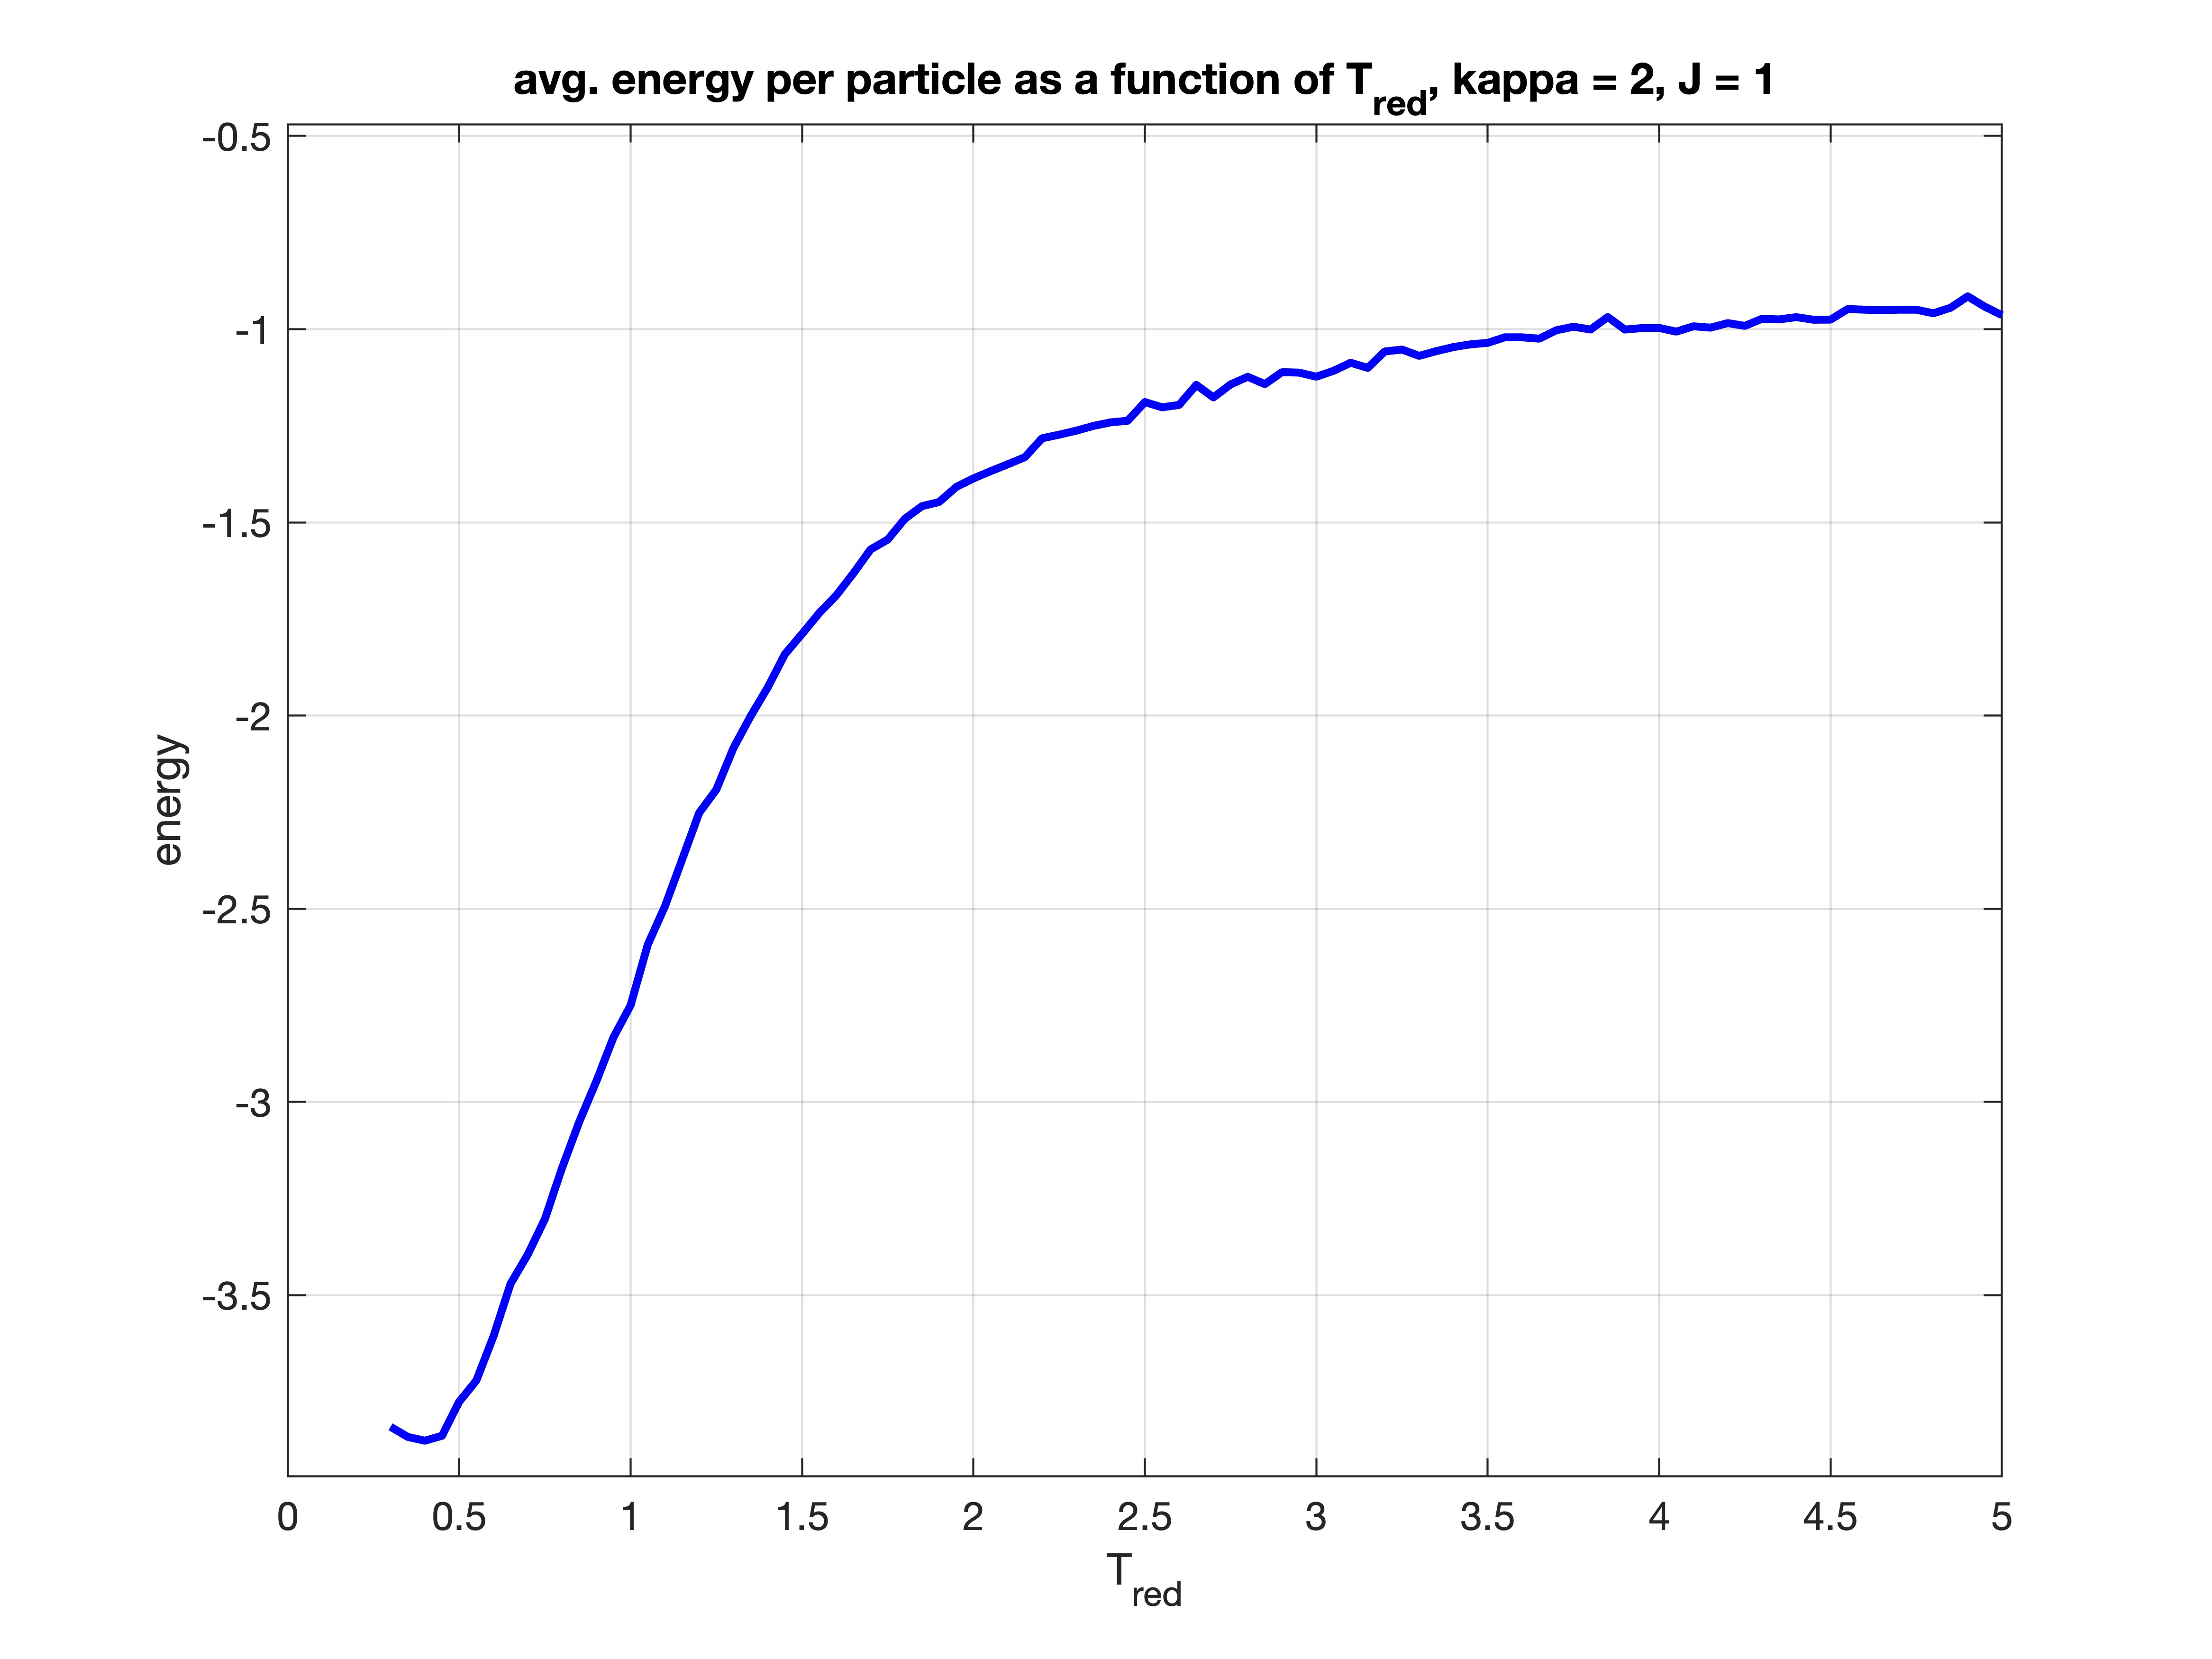 avg. energy per particle as a function of T_red, kappa = 2, J = 1
-0.5
-1
-1.5
-2
-2.5
-3
-3.5
energy
0 0.5 1 1.5 2 2.5 3 3.5 4 4.5 5
T_red